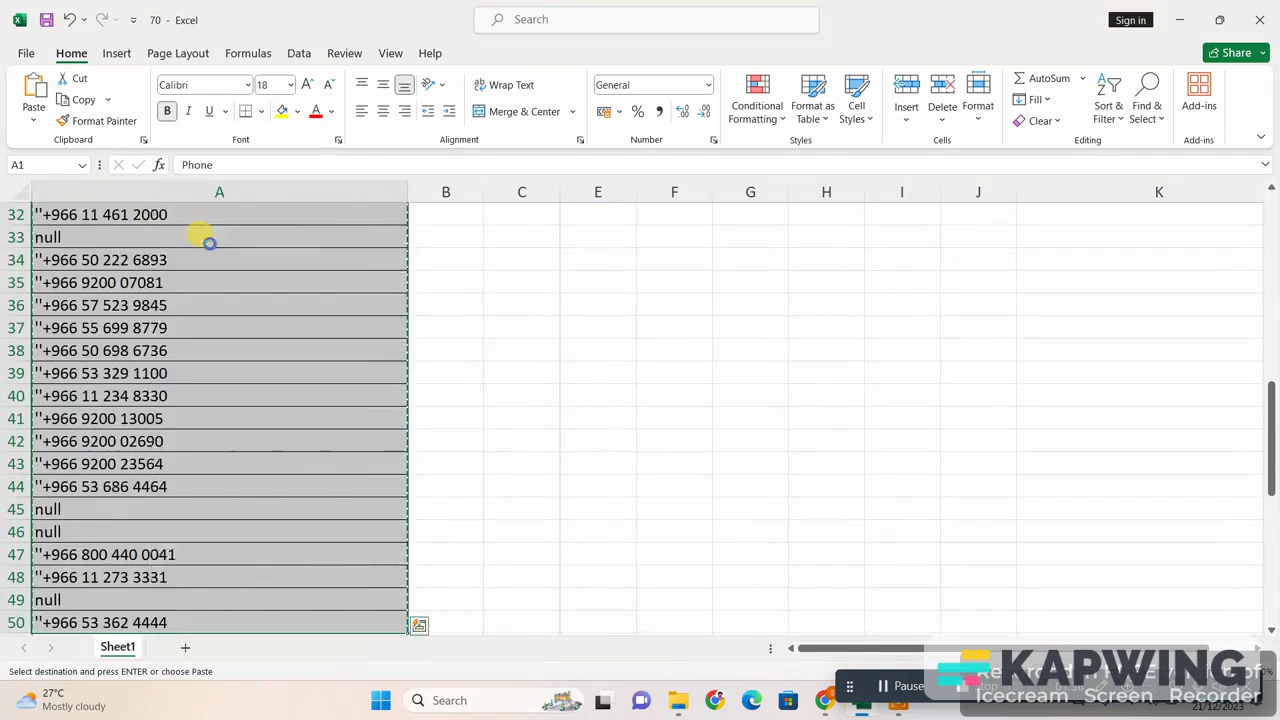 70 - Excel
Search
Sign in
File Home Insert Page Layout Formulas Data Review View Help
Share
Paste
Cut
Copy
Format Painter
Clipboard
Calibri 18
B I U
Font
Wrap Text
Merge & Center
Alignment
General
Number
Conditional Formatting
Format as Table
Cell Styles
Styles
Insert
Delete
Format
Cells
AutoSum
Fill
Clear
Sort & Filter
Find & Select
Editing
Add-ins
Add-ins
A1
fx
Phone
A B C D E F G H I J K
32 "+966 11 461 2000
33 null
34 "+966 50 222 6893
35 "+966 9200 07081
36 "+966 57 523 9845
37 "+966 55 699 8779
38 "+966 50 698 6736
39 "+966 53 329 1100
40 "+966 11 234 8330
41 "+966 9200 13005
42 "+966 9200 02690
43 "+966 9200 23564
44 "+966 53 686 4464
45 null
46 null
47 "+966 800 440 0041
48 "+966 11 273 3331
49 null
50 "+966 53 362 4444
Sheet1
Select destination and press ENTER or choose Paste
27°C
Mostly cloudy
Search
Pause
KAPWING
Icecream Screen Recorder
21/12/2023